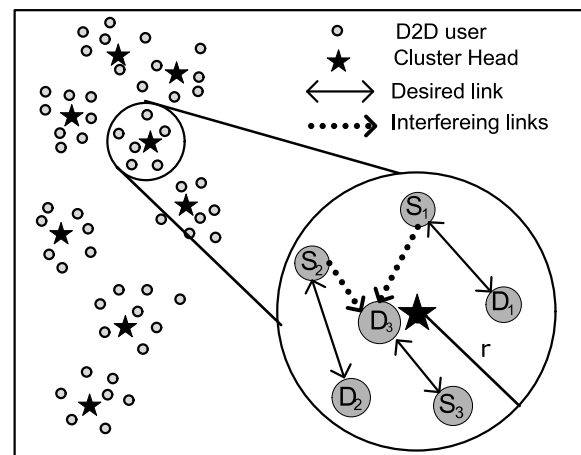 D2D user
Cluster Head
Desired link
Interfereing links
S1
S2
D3
D1
r
D2
S3